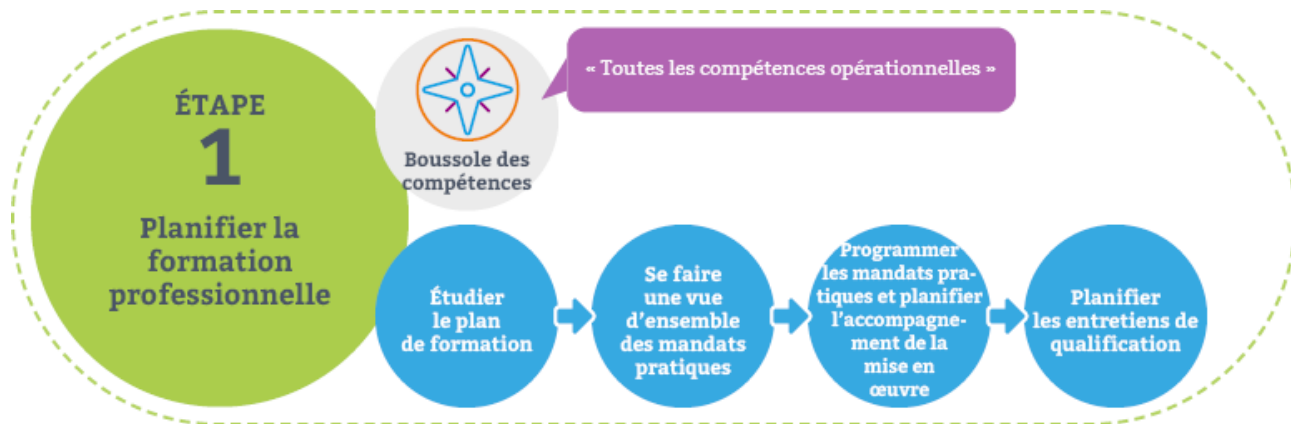 ÉTAPE
1
Planifier la
formation
professionnelle
Boussole des
compétences
« Toutes les compétences opérationnelles »
Étudier
le plan
de formation
Se faire
une vue
d’ensemble
des mandats
pratiques
Programmer
les mandats pra-
tiques et planifier
l’accompagne-
ment de la
mise en
œuvre
Planifier
les entretiens de
qualification